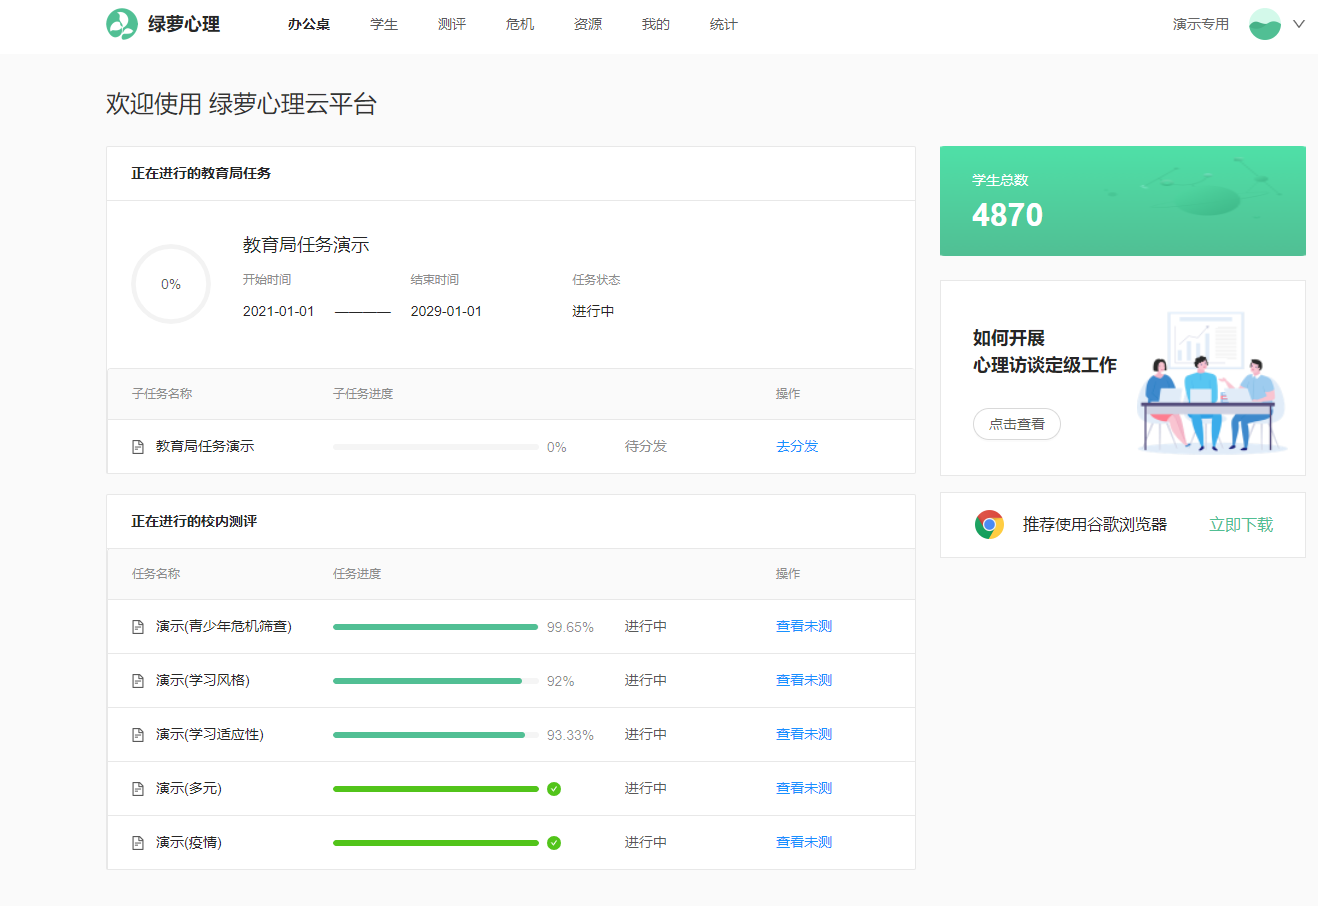 绿萝心理
办公桌 学生 测评 危机 资源 我的 统计
演示专用
欢迎使用 绿萝心理云平台
正在进行的教育局任务
0%
教育局任务演示
开始时间 结束时间 任务状态
2021-01-01 ———— 2029-01-01 进行中
子任务名称 子任务进度 操作
教育局任务演示 0% 待分发 去分发
正在进行的校内测评
任务名称 任务进度 操作
演示(青少年危机筛查) 99.65% 进行中 查看未测
演示(学习风格) 92% 进行中 查看未测
演示(学习适应性) 93.33% 进行中 查看未测
演示(多元) 进行中 查看未测
演示(疫情) 进行中 查看未测
学生总数
4870
如何开展
心理访谈定级工作
点击查看
推荐使用谷歌浏览器 立即下载